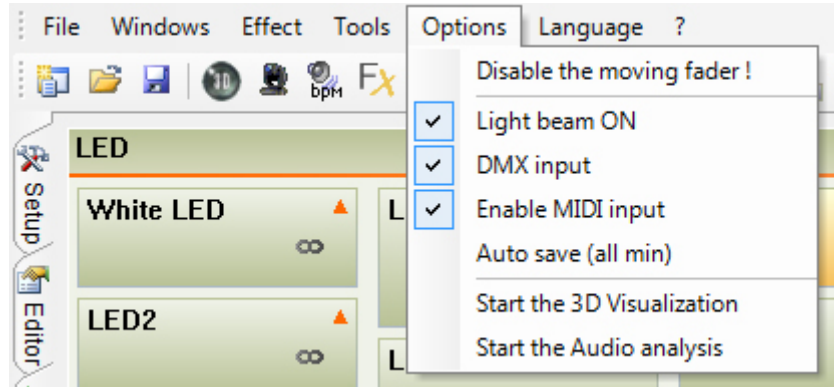 File Windows Effect Tools Options Language ?
3D bpm Fx
Disable the moving fader !
Light beam ON
DMX input
Enable MIDI input
Auto save (all min)
Start the 3D Visualization
Start the Audio analysis
Setup
Editor
LED
White LED
L
LED2
L